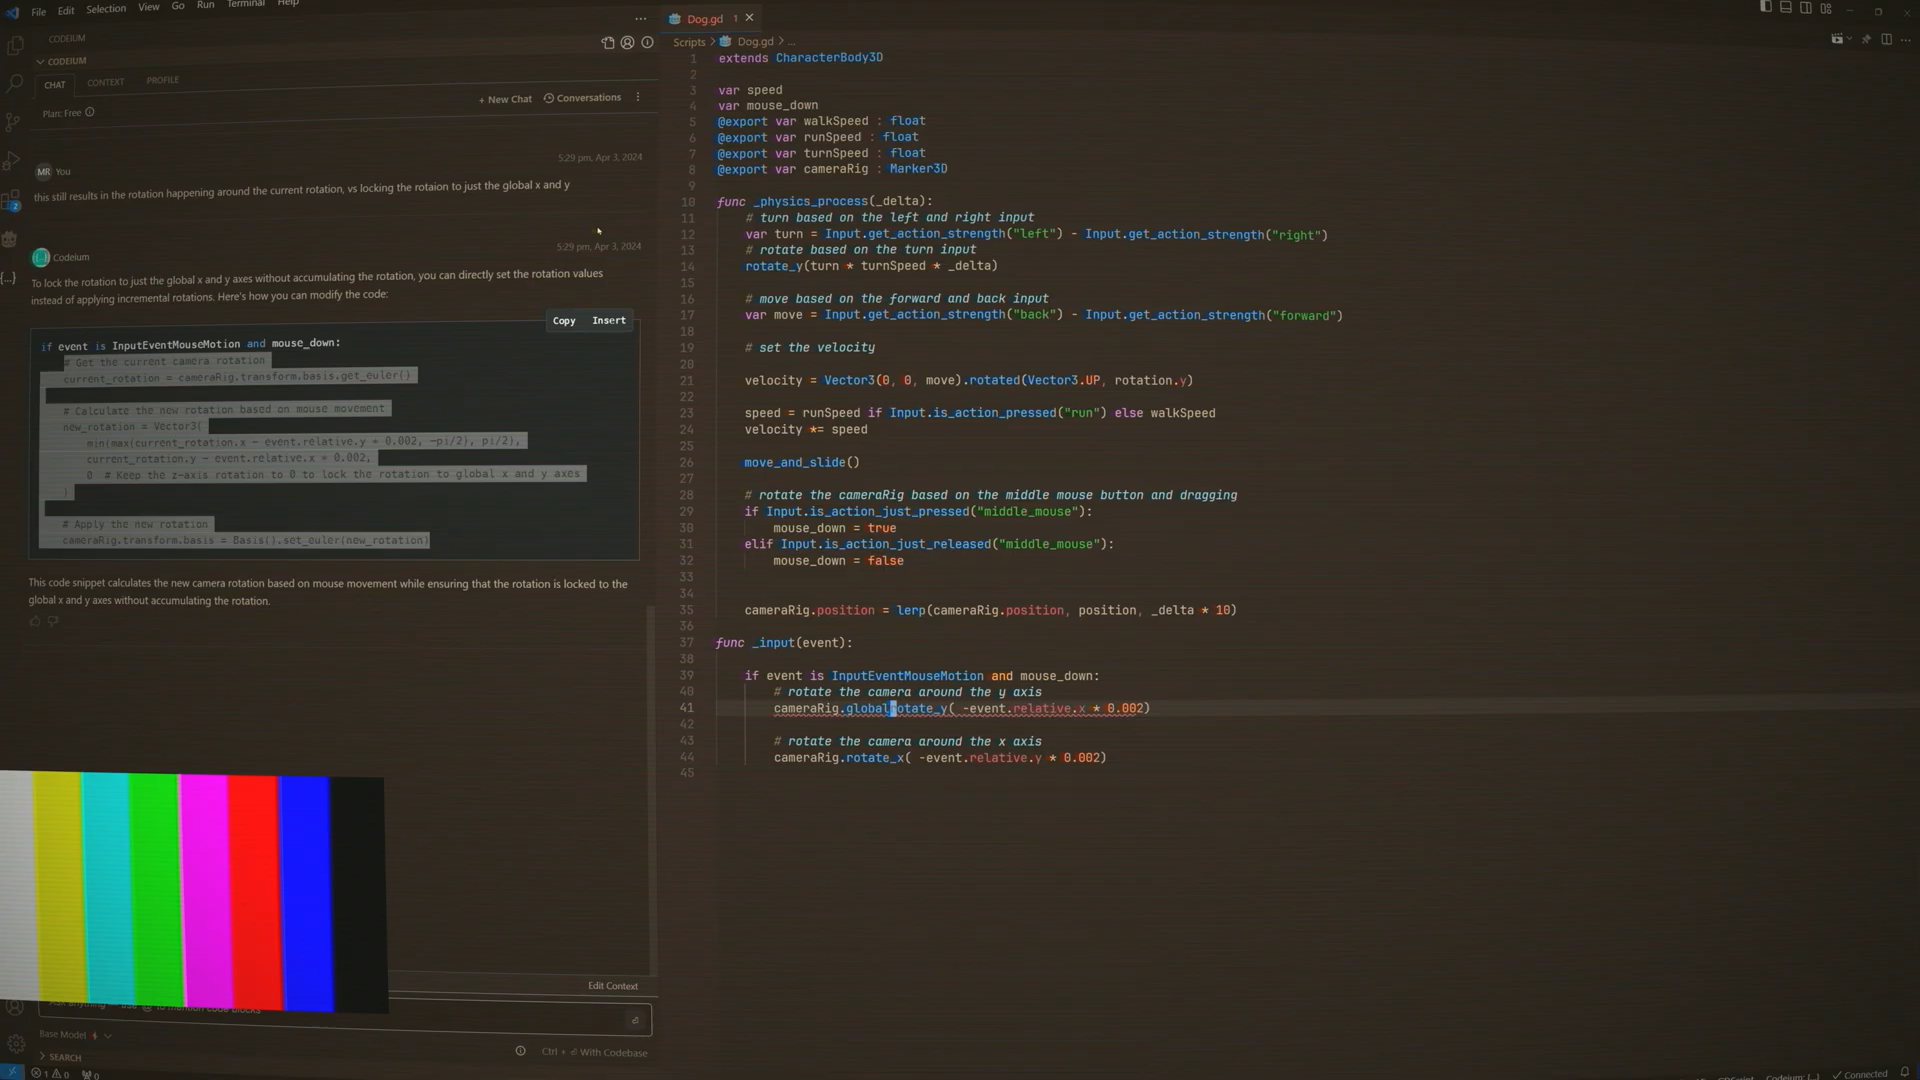 File Edit Selection View Go Run Terminal Help
CODEIUM
CODEIUM
CHAT CONTEXT PROFILE
+ New Chat Conversations
Plan: Free
5:29 pm, Apr 3, 2024
MR You
this still results in the rotation happening around the current rotation, vs locking the rotaion to just the global x and y
5:29 pm, Apr 3, 2024
Codeium
To lock the rotation to just the global x and y axes without accumulating the rotation, you can directly set the rotation values
instead of applying incremental rotations. Here's how you can modify the code:
Copy Insert
if event is InputEventMouseMotion and mouse_down:
# Get the current camera rotation
current_rotation = cameraRig.transform.basis.get_euler()
# Calculate the new rotation based on mouse movement
new_rotation = Vector3(
min(max(current_rotation.x - event.relative.y * 0.002, -pi/2), pi/2),
current_rotation.y - event.relative.x * 0.002,
0 # Keep the z-axis rotation to 0 to lock the rotation to global x and y axes
)
# Apply the new rotation
cameraRig.transform.basis = Basis().set_euler(new_rotation)
This code snippet calculates the new camera rotation based on mouse movement while ensuring that the rotation is locked to the
global x and y axes without accumulating the rotation.
Edit Context
to mention code blocks
Base Model
Ctrl + With Codebase
SEARCH
1 0 0
Dog.gd 1
Scripts > Dog.gd > ...
1 extends CharacterBody3D
2
3 var speed
4 var mouse_down
5 @export var walkSpeed : float
6 @export var runSpeed : float
7 @export var turnSpeed : float
8 @export var cameraRig : Marker3D
9
10 func _physics_process(_delta):
11 # turn based on the left and right input
12 var turn = Input.get_action_strength("left") - Input.get_action_strength("right")
13 # rotate based on the turn input
14 rotate_y(turn * turnSpeed * _delta)
15
16 # move based on the forward and back input
17 var move = Input.get_action_strength("back") - Input.get_action_strength("forward")
18
19 # set the velocity
20
21 velocity = Vector3(0, 0, move).rotated(Vector3.UP, rotation.y)
22
23 speed = runSpeed if Input.is_action_pressed("run") else walkSpeed
24 velocity *= speed
25
26 move_and_slide()
27
28 # rotate the cameraRig based on the middle mouse button and dragging
29 if Input.is_action_just_pressed("middle_mouse"):
30 mouse_down = true
31 elif Input.is_action_just_released("middle_mouse"):
32 mouse_down = false
33
34
35 cameraRig.position = lerp(cameraRig.position, position, _delta * 10)
36
37 func _input(event):
38
39 if event is InputEventMouseMotion and mouse_down:
40 # rotate the camera around the y axis
41 cameraRig.globalrotate_y( -event.relative.x * 0.002)
42
43 # rotate the camera around the x axis
44 cameraRig.rotate_x( -event.relative.y * 0.002)
45
Connected